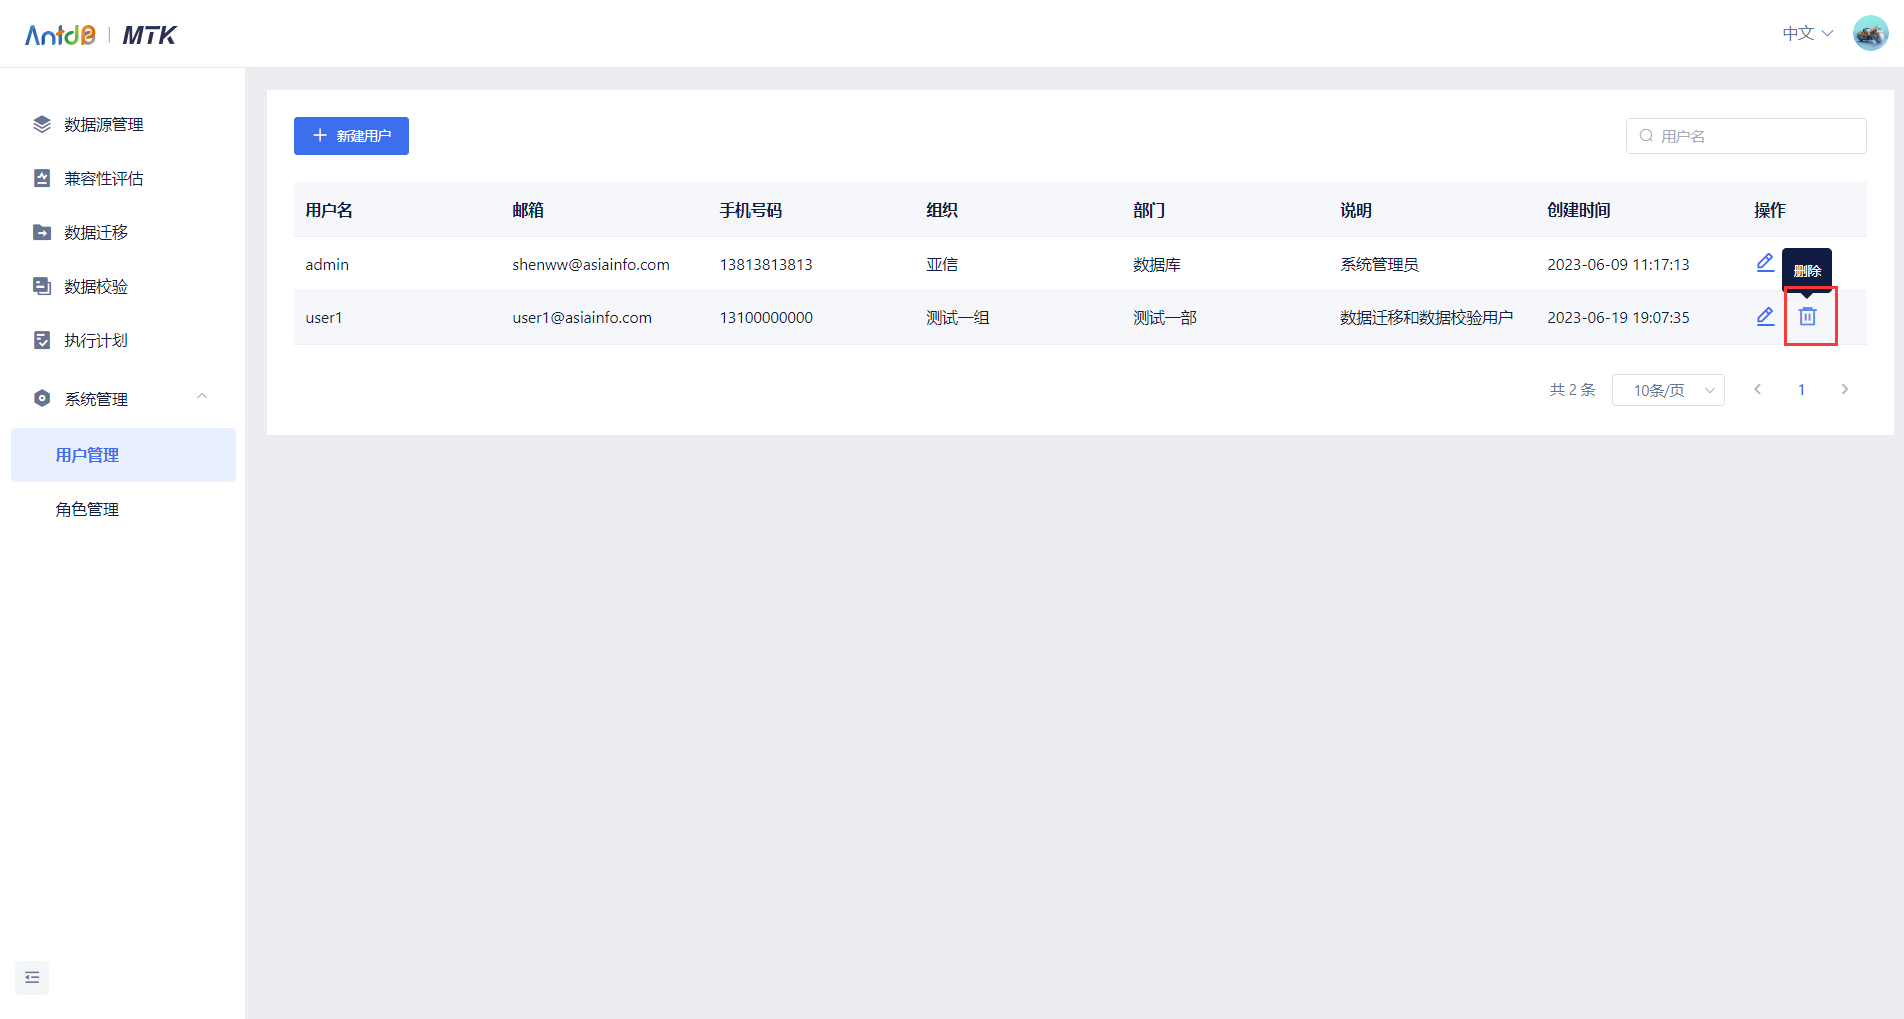 AntdB | MTK
中文
数据源管理
兼容性评估
数据迁移
数据校验
执行计划
系统管理
用户管理
角色管理
新建用户
用户名
用户名 邮箱 手机号码 组织 部门 说明 创建时间 操作
admin shenww@asiainfo.com 13813813813 亚信 数据库 系统管理员 2023-06-09 11:17:13
删除
user1 user1@asiainfo.com 13100000000 测试一组 测试一部 数据迁移和数据校验用户 2023-06-19 19:07:35
共 2 条 10条/页 1